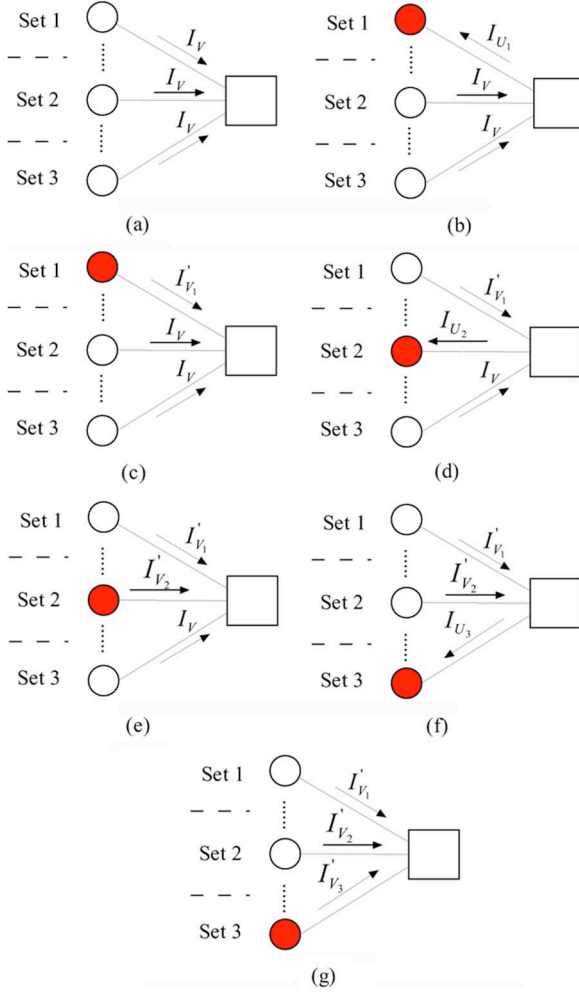 Set 1
I_V
Set 2
I_V
Set 3
I_V
(a)
Set 1
I_{U_1}
Set 2
I_V
Set 3
I_V
(b)
Set 1
I'_{V_1}
Set 2
I_V
Set 3
I_V
(c)
Set 1
I'_{V_1}
Set 2
I_{U_2}
Set 3
I_V
(d)
Set 1
I'_{V_1}
Set 2
I'_{V_2}
Set 3
I_V
(e)
Set 1
I'_{V_1}
Set 2
I'_{V_2}
Set 3
I_{U_3}
(f)
Set 1
I'_{V_1}
Set 2
I'_{V_2}
Set 3
I'_{V_3}
(g)